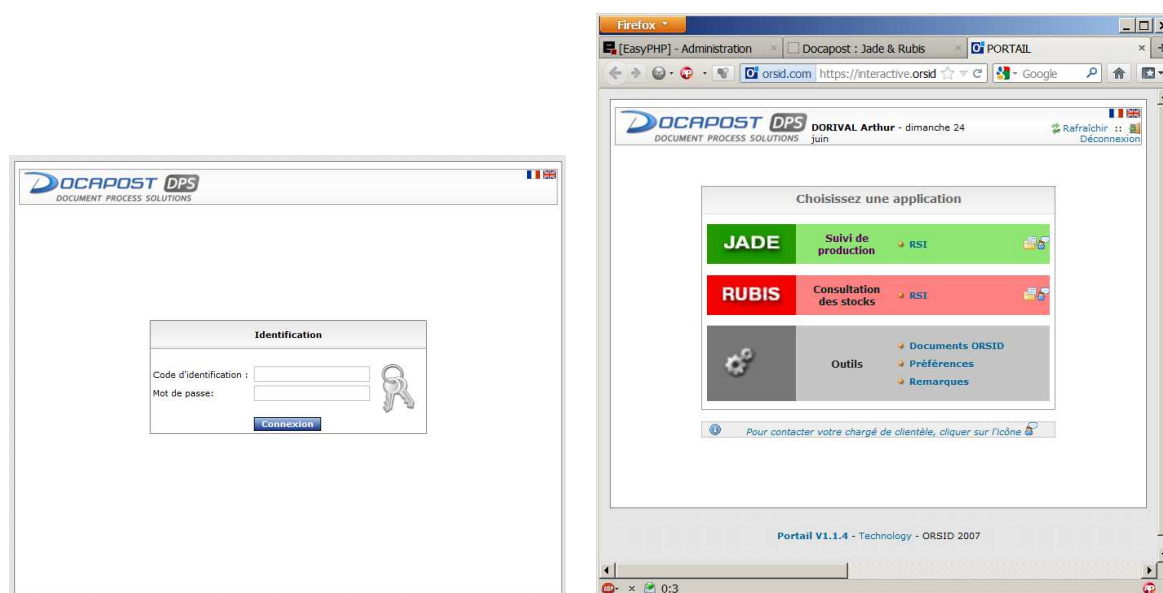 DOCAPOST DPS
DOCUMENT PROCESS SOLUTIONS
Identification
Code d'identification :
Mot de passe:
Connexion
Firefox
[EasyPHP] - Administration
Docapost : Jade & Rubis
PORTAIL
orsid.com https://interactive.orsid
Google
DOCAPOST DPS
DOCUMENT PROCESS SOLUTIONS
DORIVAL Arthur - dimanche 24
juin
Rafraîchir ::
Déconnexion
Choisissez une application
JADE
Suivi de
production
RSI
RUBIS
Consultation
des stocks
RSI
Outils
Documents ORSID
Préférences
Remarques
Pour contacter votre chargé de clientèle, cliquer sur l'icône
Portail V1.1.4 - Technology - ORSID 2007
ABP
0:3